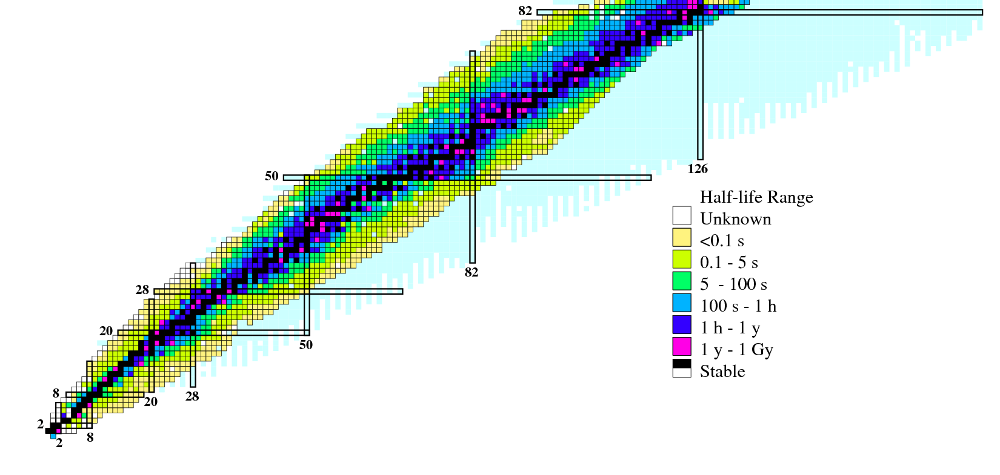 82
50
126
Half-life Range
Unknown
<0.1 s
0.1 - 5 s
82
5  - 100 s
28
100 s - 1 h
1 h - 1 y
20
50
1 y - 1 Gy
Stable
8
20
28
2
8
2